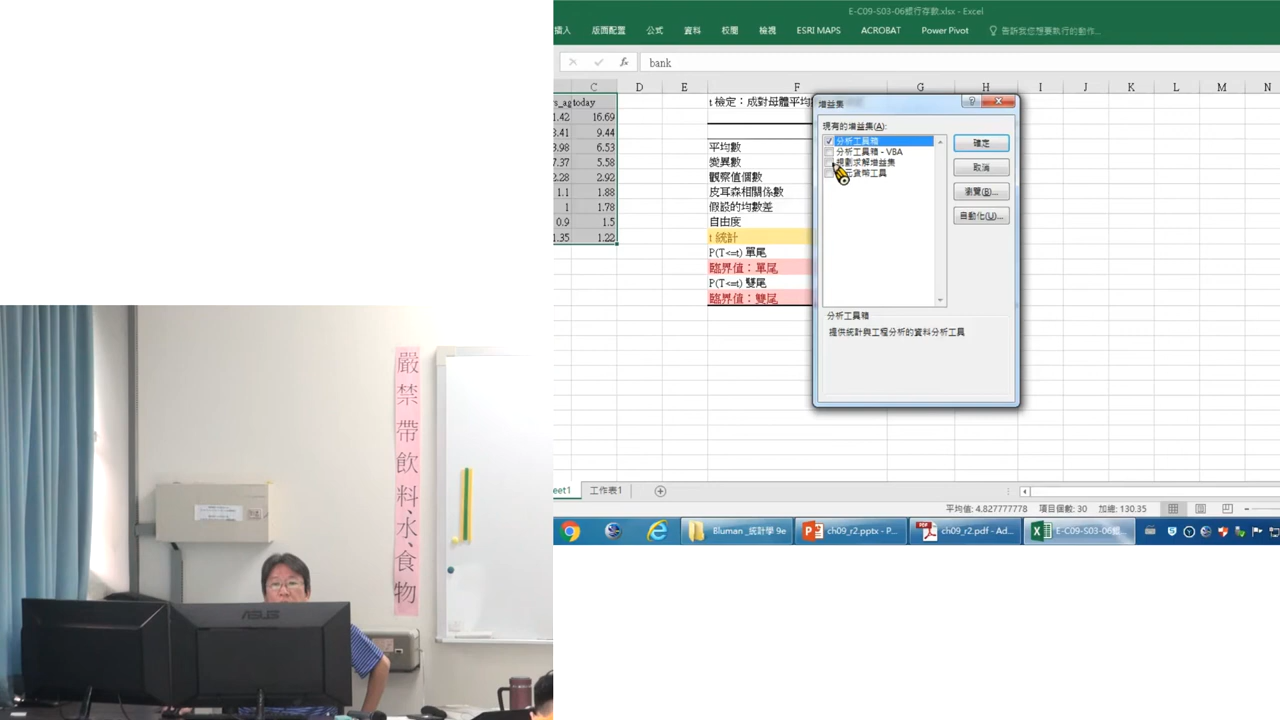 E-C09-S03-06銀行存款.xlsx - Excel
插入 版面配置 公式 資料 校閱 檢視 ESRI MAPS ACROBAT Power Pivot 告訴我您想要執行的動作...
fx bank
C D E F G H I J K L M N
today
1.42 16.69
3.41 9.44
3.98 6.53
7.37 5.58
2.28 2.92
1.1 1.88
1 1.78
0.9 1.5
1.35 1.22
t 檢定：成對母體平均
平均數
變異數
觀察值個數
皮耳森相關係數
假設的均數差
自由度
t 統計
P(T<=t) 單尾
臨界值：單尾
P(T<=t) 雙尾
臨界值：雙尾
增益集
現有的增益集(A):
分析工具箱
分析工具箱 - VBA
規劃求解增益集
貨幣工具
確定
取消
瀏覽(B)...
自動化(U)...
分析工具箱
提供統計與工程分析的資料分析工具
eet1 工作表1
平均值: 4.827777778 項目個數: 30 加總: 130.35
Bluman _統計學 9e ch09_r2.pptx - P... ch09_r2.pdf - Ad... E-C09-S03-06銀...
嚴禁帶飲料、水、食物
ASUS